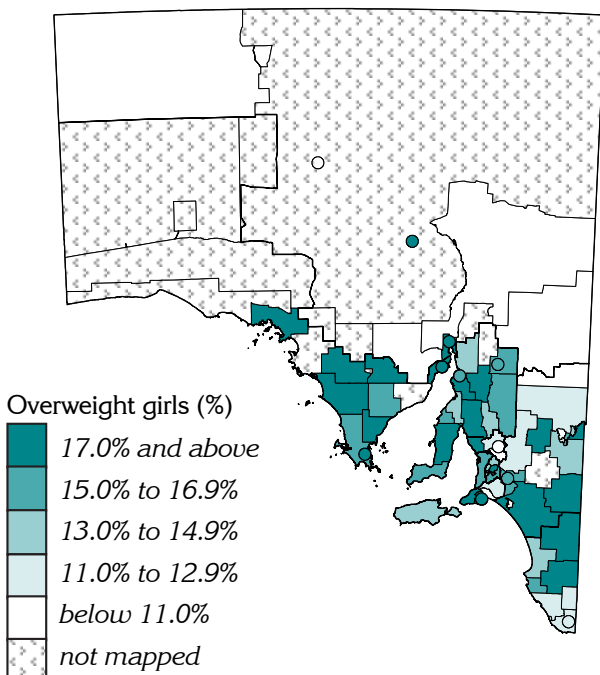 Overweight girls (%)
17.0% and above
15.0% to 16.9%
13.0% to 14.9%
11.0% to 12.9%
below 11.0%
not mapped